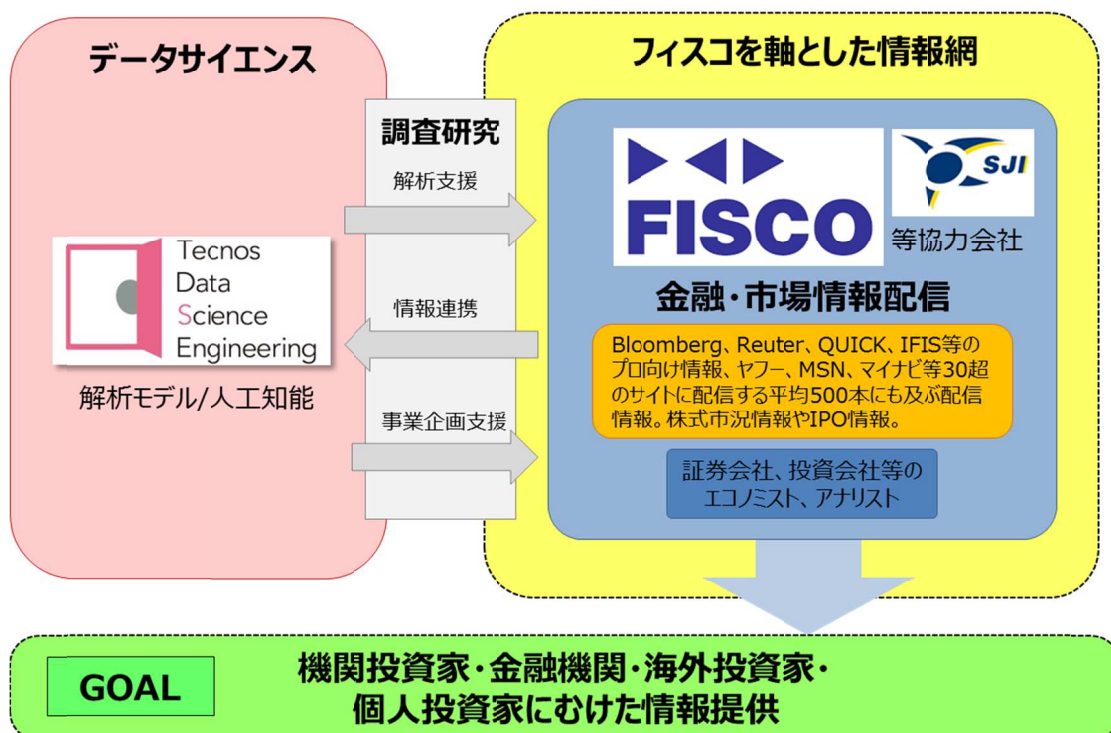 データサイエンス
Tecnos
Data
Science
Engineering
解析モデル/人工知能
調査研究
解析支援
情報連携
事業企画支援
フィスコを軸とした情報網
FISCO
SJI
等協力会社
金融・市場情報配信
Bloomberg、Reuter、QUICK、IFIS等の
プロ向け情報、ヤフー、MSN、マイナビ等30超
のサイトに配信する平均500本にも及ぶ配信
情報。株式市況情報やIPO情報。
証券会社、投資会社等の
エコノミスト、アナリスト
GOAL
機関投資家・金融機関・海外投資家・
個人投資家にむけた情報提供